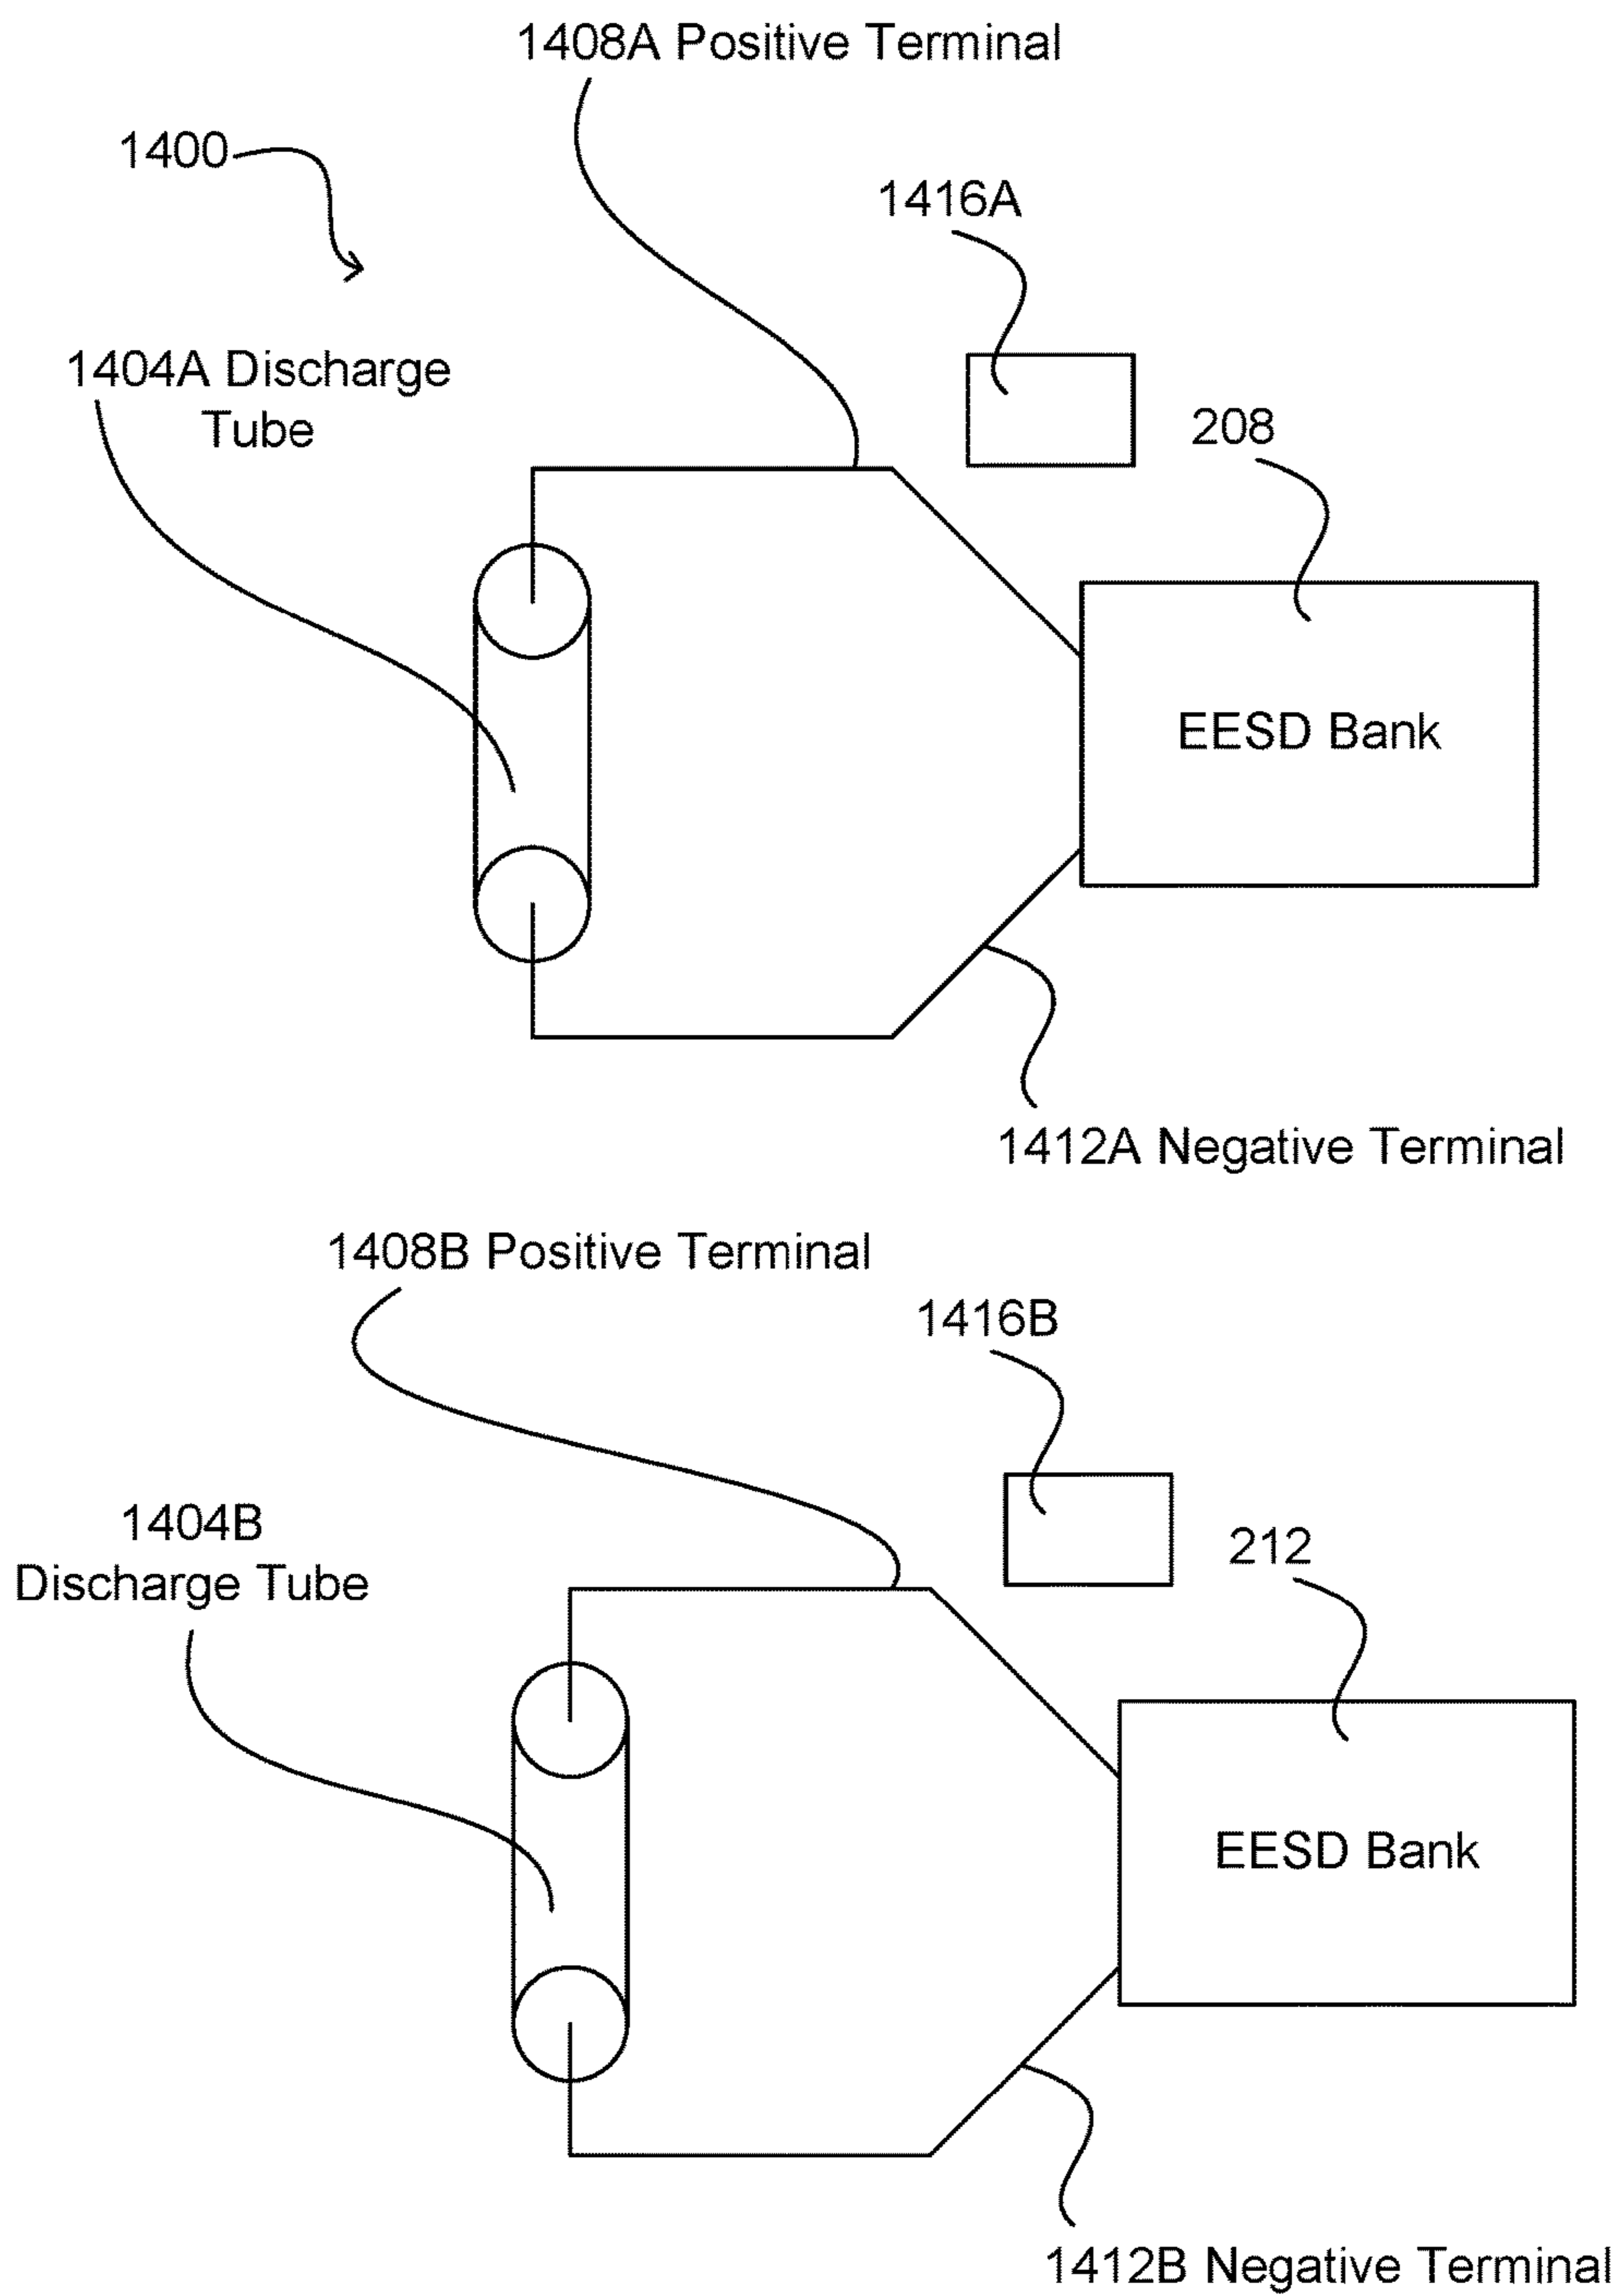 1408A Positive Terminal
1400
1416A
1404A Discharge
Tube
208
EESD Bank
1412A Negative Terminal
1408B Positive Terminal
1416B
1404B
Discharge Tube
212
EESD Bank
1412B Negative Terminal